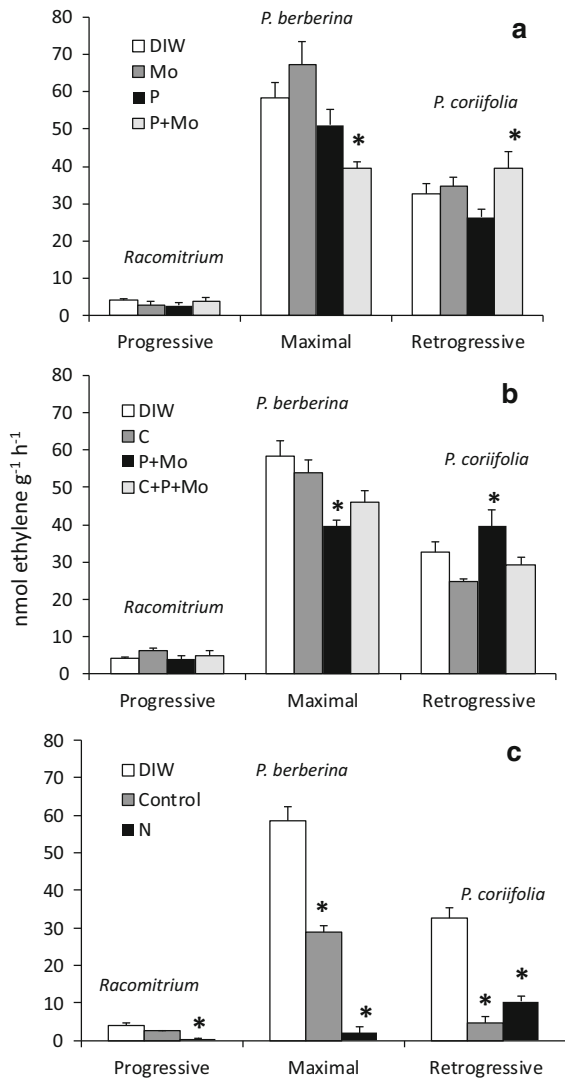 a
P. berberina
DIW
Mo
P
P+Mo
P. coriifolia
*
*
Racomitrium
80
70
60
50
40
30
20
10
0
Progressive Maximal Retrogressive
b
P. berberina
DIW
C
P+Mo
C+P+Mo
P. coriifolia
*
*
Racomitrium
80
70
60
50
40
30
20
10
0
Progressive Maximal Retrogressive
nmol ethylene g-1 h-1
c
P. berberina
DIW
Control
N
P. coriifolia
*
*
*
*
*
Racomitrium
80
70
60
50
40
30
20
10
0
Progressive Maximal Retrogressive